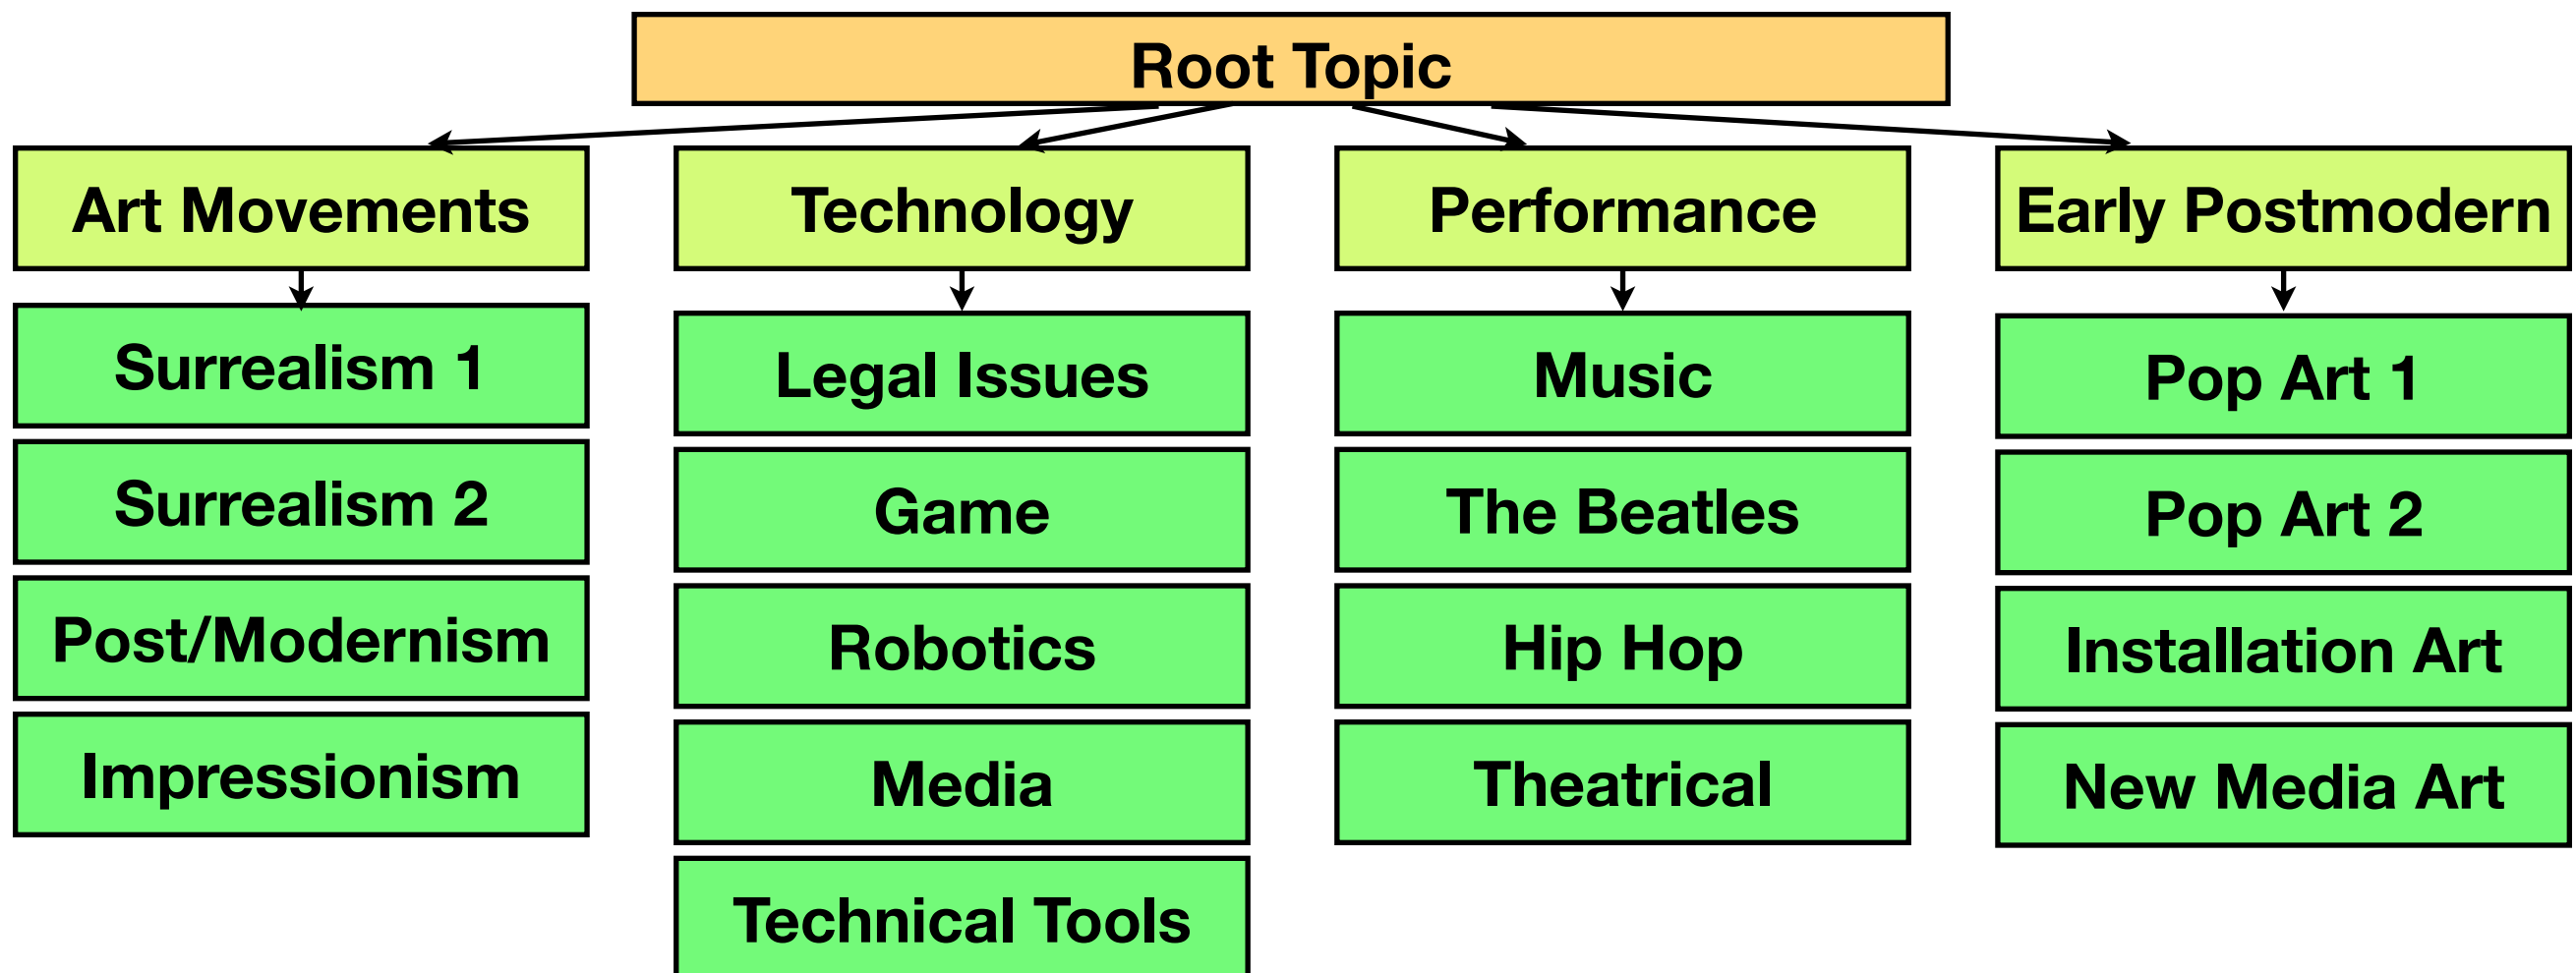 Root Topic
Art Movements
Surrealism 1
Surrealism 2
Post/Modernism
Impressionism
Technology
Legal Issues
Game
Robotics
Media
Technical Tools
Performance
Music
The Beatles
Hip Hop
Theatrical
Early Postmodern
Pop Art 1
Pop Art 2
Installation Art
New Media Art